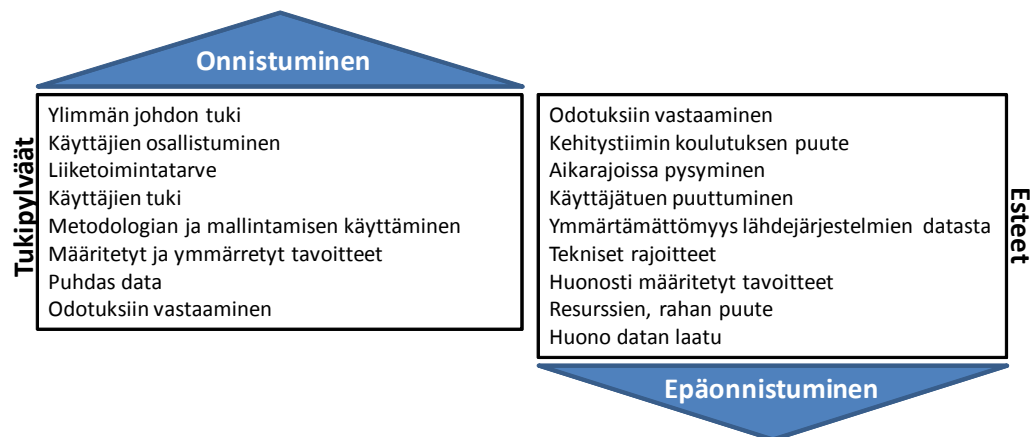 Onnistuminen
Tukipylväät
Ylimmän johdon tuki
Käyttäjien osallistuminen
Liiketoimintatarve
Käyttäjien tuki
Metodologian ja mallintamisen käyttäminen
Määritetyt ja ymmärretyt tavoitteet
Puhdas data
Odotuksiin vastaaminen
Odotuksiin vastaaminen
Kehitystiimin koulutuksen puute
Aikarajoissa pysyminen
Käyttäjätuen puuttuminen
Ymmärtämättömyys lähdejärjestelmien datasta
Tekniset rajoitteet
Huonosti määritetyt tavoitteet
Resurssien, rahan puute
Huono datan laatu
Esteet
Epäonnistuminen